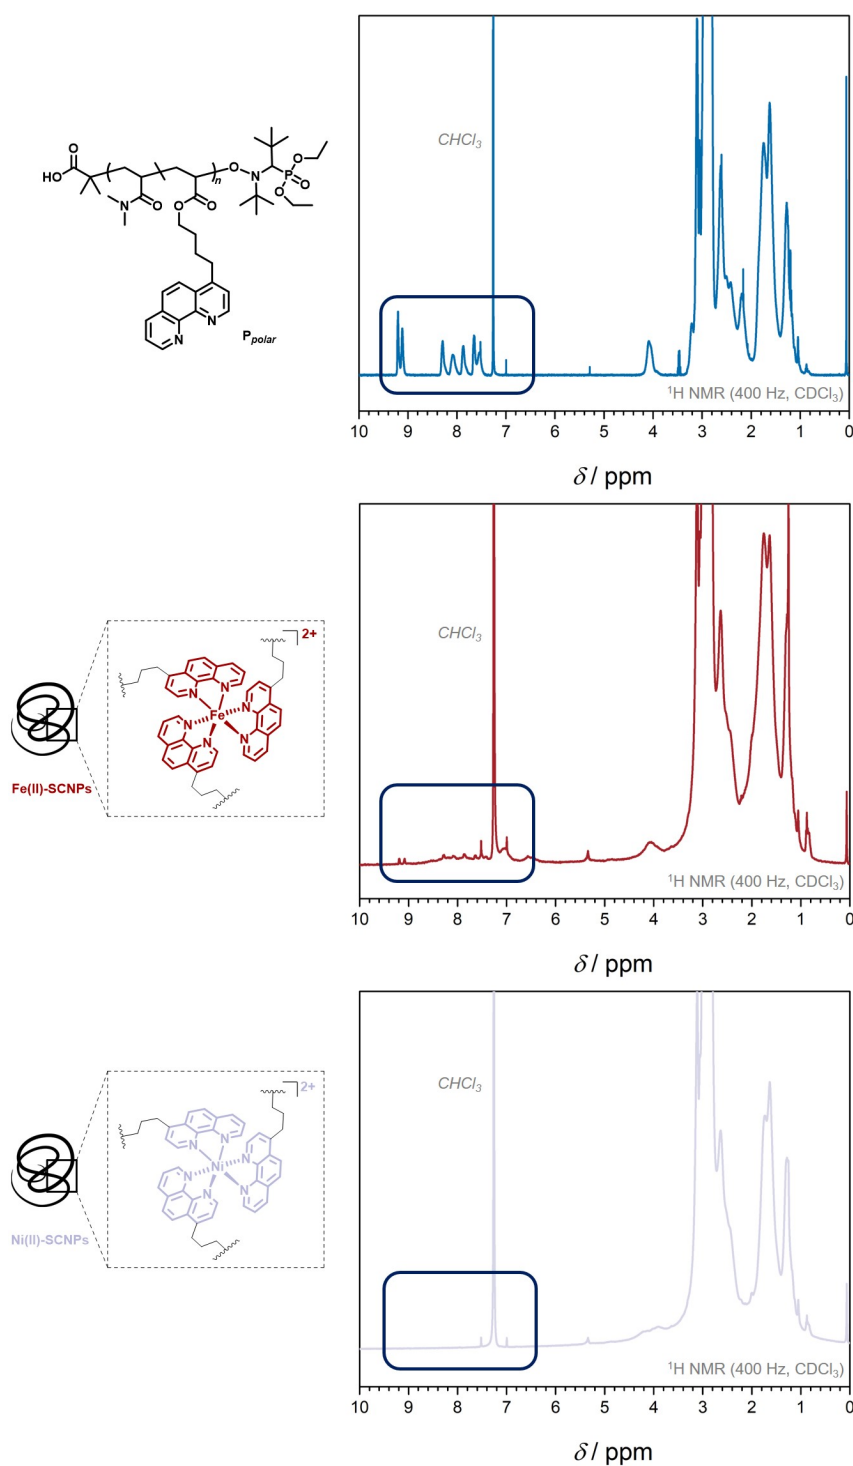 CHCl3
O
HO
O
N
P
O
O
N
O
O
O
n
N
N
Ppolar
1H NMR (400 Hz, CDCl3)
10 9 8 7 6 5 4 3 2 1 0
δ / ppm
2+
CHCl3
N
N
N
Fe
N
N
N
Fe(II)-SCNPs
1H NMR (400 Hz, CDCl3)
10 9 8 7 6 5 4 3 2 1 0
δ / ppm
2+
CHCl3
N
N
N
Ni
N
N
N
Ni(II)-SCNPs
1H NMR (400 Hz, CDCl3)
10 9 8 7 6 5 4 3 2 1 0
δ / ppm